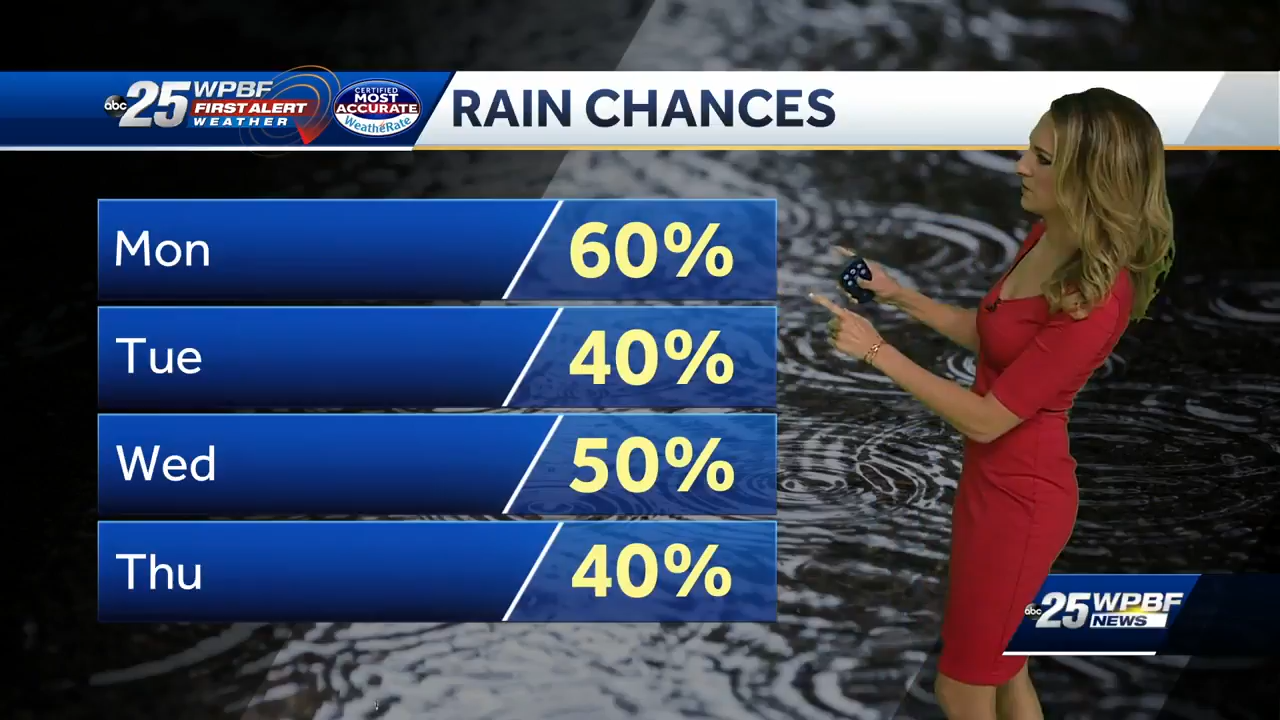 abc 25 WPBF FIRST ALERT WEATHER
CERTIFIED MOST ACCURATE WeatheRate
RAIN CHANCES
Mon 60%
Tue 40%
Wed 50%
Thu 40%
abc 25 WPBF NEWS